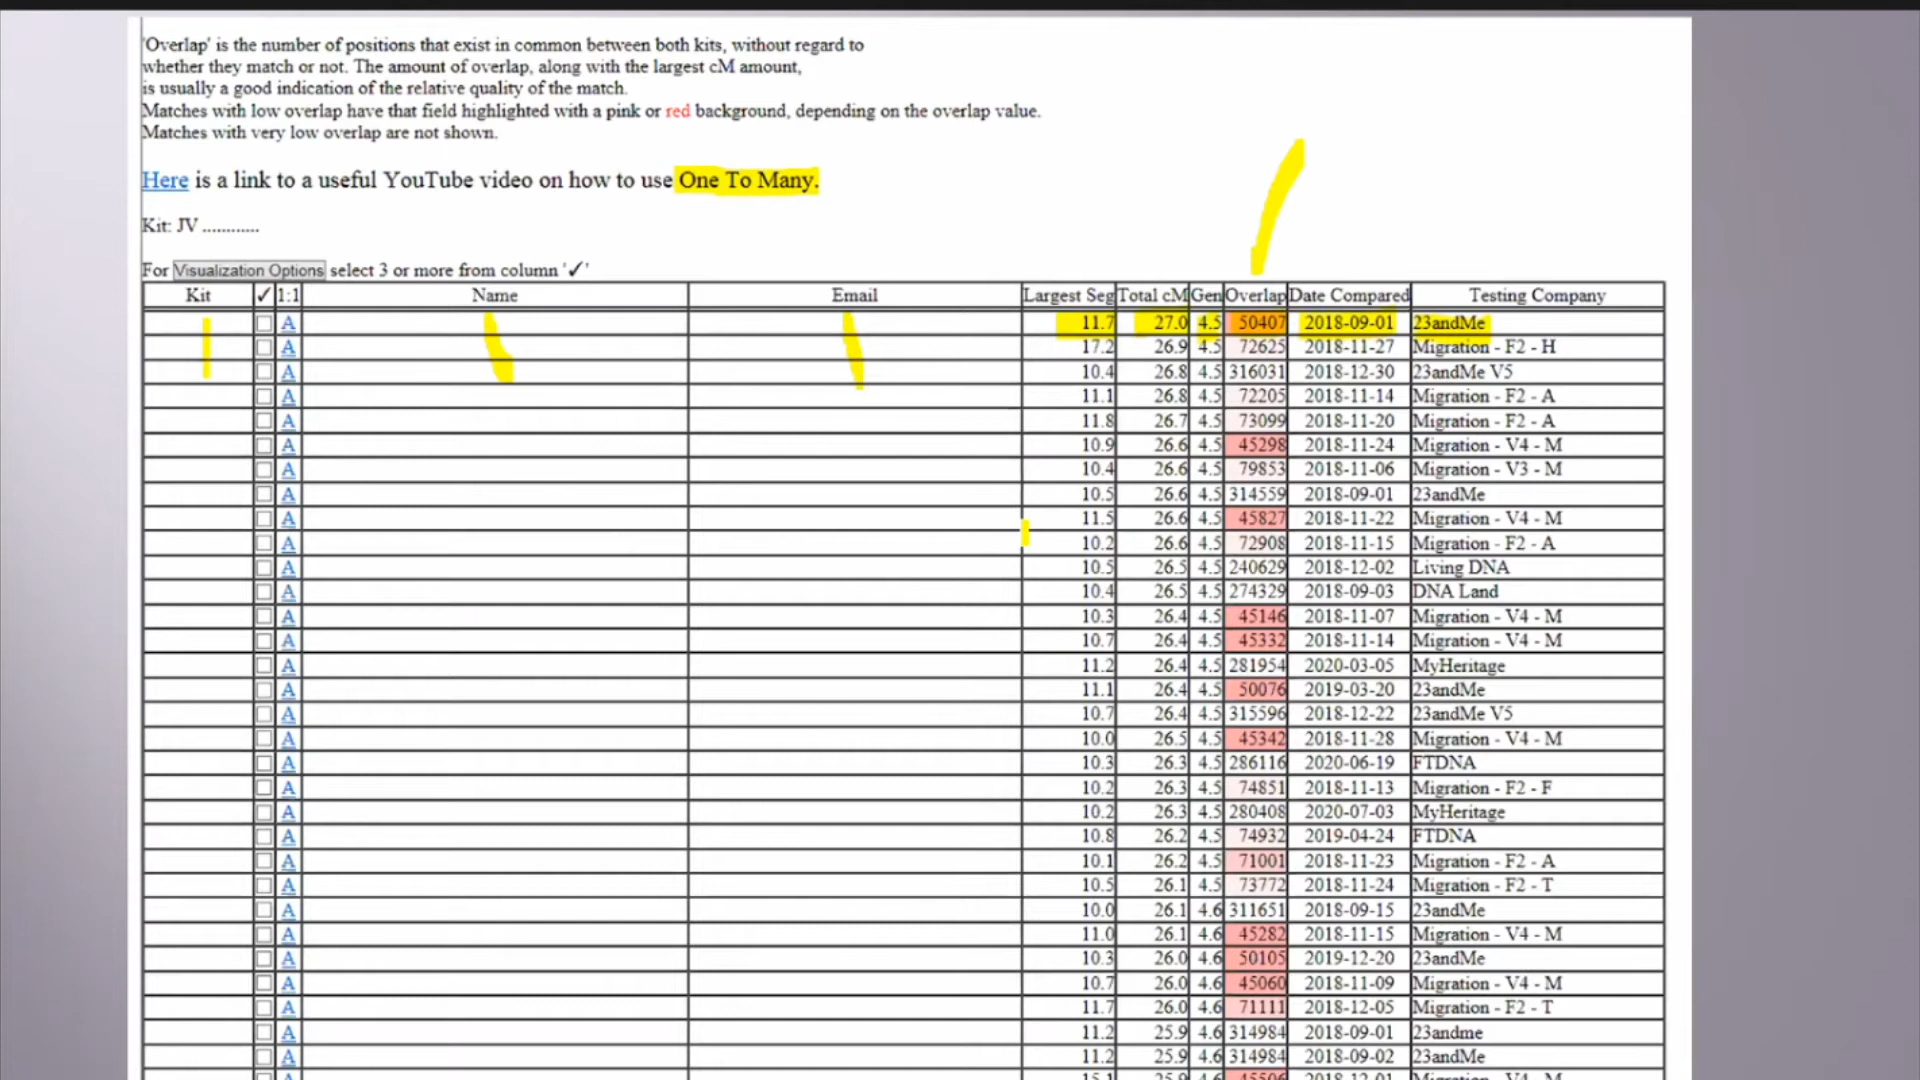 'Overlap' is the number of positions that exist in common between both kits, without regard to
whether they match or not. The amount of overlap, along with the largest cM amount,
is usually a good indication of the relative quality of the match.
Matches with low overlap have that field highlighted with a pink or red background, depending on the overlap value.
Matches with very low overlap are not shown.
Here is a link to a useful YouTube video on how to use One To Many.
Kit: JV ............
For Visualization Options select 3 or more from column '✓'
Kit ✓ 1:1 Name Email Largest Seg Total cM Gen Overlap Date Compared Testing Company
A 11.7 27.0 4.5 50407 2018-09-01 23andMe
A 17.2 26.9 4.5 72625 2018-11-27 Migration - F2 - H
A 10.4 26.8 4.5 316031 2018-12-30 23andMe V5
A 11.1 26.8 4.5 72205 2018-11-14 Migration - F2 - A
A 11.8 26.7 4.5 73099 2018-11-20 Migration - F2 - A
A 10.9 26.6 4.5 45298 2018-11-24 Migration - V4 - M
A 10.4 26.6 4.5 79853 2018-11-06 Migration - V3 - M
A 10.5 26.6 4.5 314559 2018-09-01 23andMe
A 11.5 26.6 4.5 45827 2018-11-22 Migration - V4 - M
A 10.2 26.6 4.5 72908 2018-11-15 Migration - F2 - A
A 10.5 26.5 4.5 240629 2018-12-02 Living DNA
A 10.4 26.5 4.5 274329 2018-09-03 DNA Land
A 10.3 26.4 4.5 45146 2018-11-07 Migration - V4 - M
A 10.7 26.4 4.5 45332 2018-11-14 Migration - V4 - M
A 11.2 26.4 4.5 281954 2020-03-05 MyHeritage
A 11.1 26.4 4.5 50076 2019-03-20 23andMe
A 10.7 26.4 4.5 315596 2018-12-22 23andMe V5
A 10.0 26.5 4.5 45342 2018-11-28 Migration - V4 - M
A 10.3 26.3 4.5 286116 2020-06-19 FTDNA
A 10.2 26.3 4.5 74851 2018-11-13 Migration - F2 - F
A 10.2 26.3 4.5 280408 2020-07-03 MyHeritage
A 10.8 26.2 4.5 74932 2019-04-24 FTDNA
A 10.1 26.2 4.5 71001 2018-11-23 Migration - F2 - A
A 10.5 26.1 4.5 73772 2018-11-24 Migration - F2 - T
A 10.0 26.1 4.6 311651 2018-09-15 23andMe
A 11.0 26.1 4.6 45282 2018-11-15 Migration - V4 - M
A 10.3 26.0 4.6 50105 2019-12-20 23andMe
A 10.7 26.0 4.6 45060 2018-11-09 Migration - V4 - M
A 11.7 26.0 4.6 71111 2018-12-05 Migration - F2 - T
A 11.2 25.9 4.6 314984 2018-09-01 23andme
A 11.2 25.9 4.6 314984 2018-09-02 23andMe